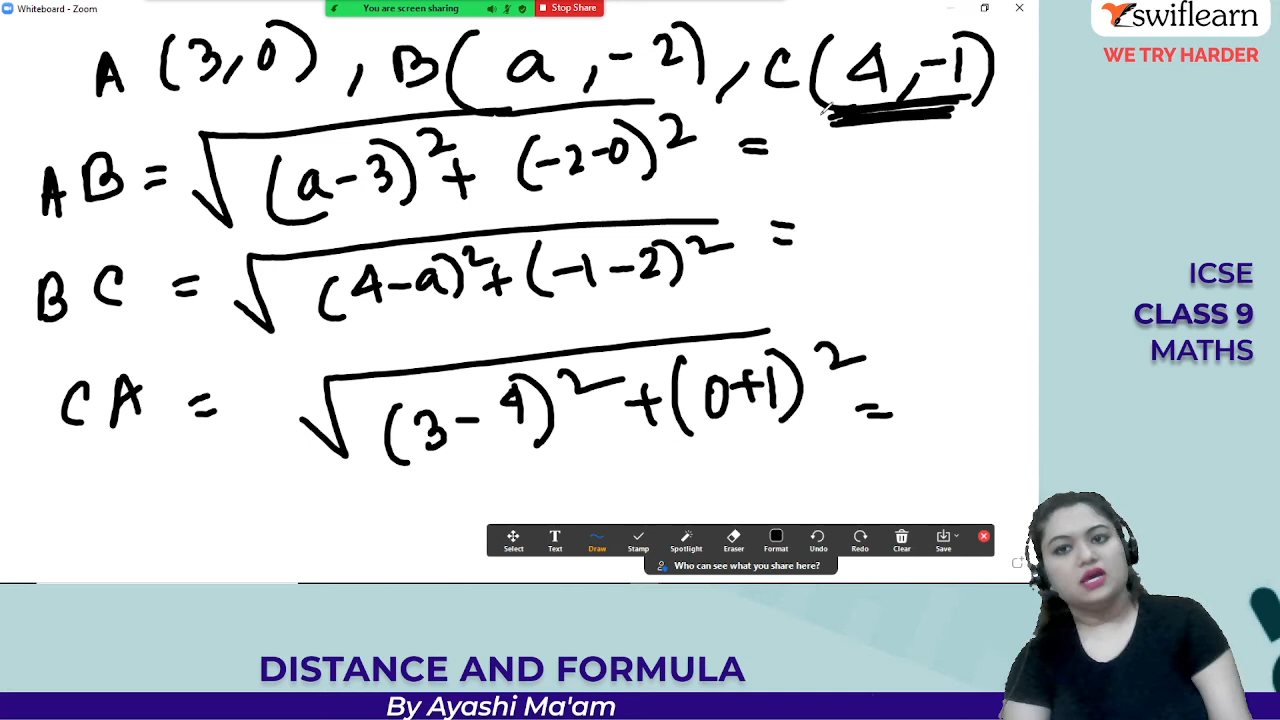 Whiteboard - Zoom
You are screen sharing
Stop Share
swiflearn
WE TRY HARDER
A (3,0) , B( a , -2) , C(4,-1)
AB = √(a-3)² + (-2-0)² =
BC = √(4-a)² + (-1-2)² =
CA = √(3-4)² + (0+1)² =
ICSE
CLASS 9
MATHS
Select Text Draw Stamp Spotlight Eraser Format Undo Redo Clear Save
Who can see what you share here?
DISTANCE AND FORMULA
By Ayashi Ma'am